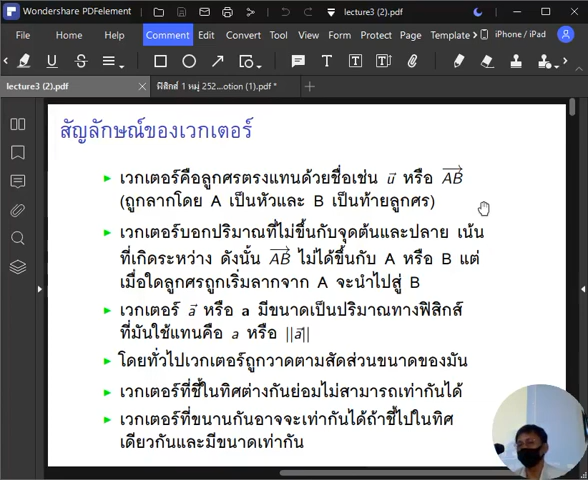 Wondershare PDFelement
lecture3 (2).pdf
File Home Help Comment Edit Convert Form Protect Page Template iPhone / iPad
lecture3 (2).pdf
ฟิสิกส์ 1 หมู่ 252...otion (1).pdf *
สัญลักษณ์ของเวกเตอร์
เวกเตอร์คือลูกศรตรงแทนด้วยชื่อเช่น u⃗ หรือ AB⃗
(ถูกลากโดย A เป็นหัวและ B เป็นท้ายลูกศร)
เวกเตอร์บอกปริมาณที่ไม่ขึ้นกับจุดต้นและปลาย เน้น
ที่เกิดระหว่าง ดังนั้น AB⃗ ไม่ได้ขึ้นกับ A หรือ B แต่
เมื่อใดลูกศรถูกเริ่มลากจาก A จะนำไปสู่ B
เวกเตอร์ a⃗ หรือ a มีขนาดเป็นปริมาณทางฟิสิกส์
ที่มันใช้แทนคือ a หรือ ||a⃗||
โดยทั่วไปเวกเตอร์ถูกวาดตามสัดส่วนขนาดของมัน
เวกเตอร์ที่ชี้ในทิศต่างกันย่อมไม่สามารถเท่ากันได้
เวกเตอร์ที่ขนานกันอาจจะเท่ากันได้ถ้าชี้ไปในทิศ
เดียวกันและมีขนาดเท่ากัน